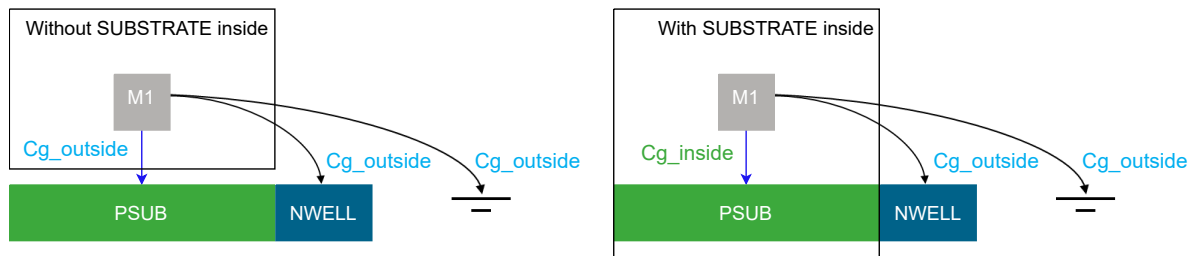 Without SUBSTRATE inside
M1
Cg_outside
Cg_outside
Cg_outside
PSUB
NWELL
With SUBSTRATE inside
M1
Cg_inside
Cg_outside
Cg_outside
PSUB
NWELL